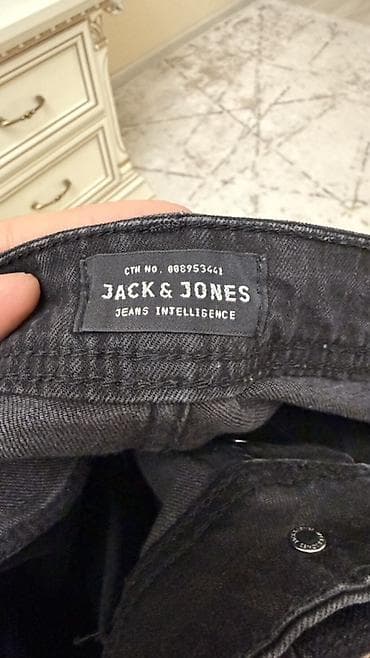 CTN NO. 008953441
JACK & JONES
JEANS INTELLIGENCE